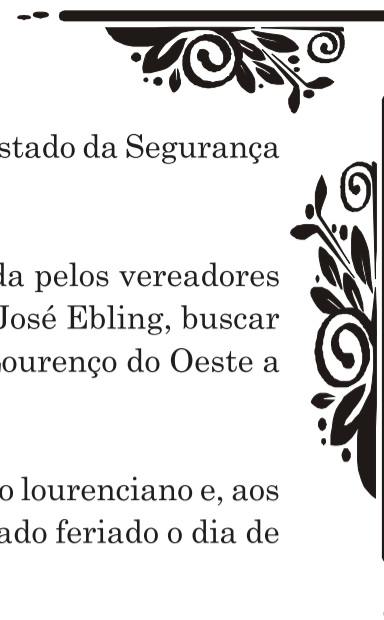 stado da Segurança
da pelos vereadores
José Ebling, buscar
ourenço do Oeste a
o lourenciano e, aos
ado feriado o dia de